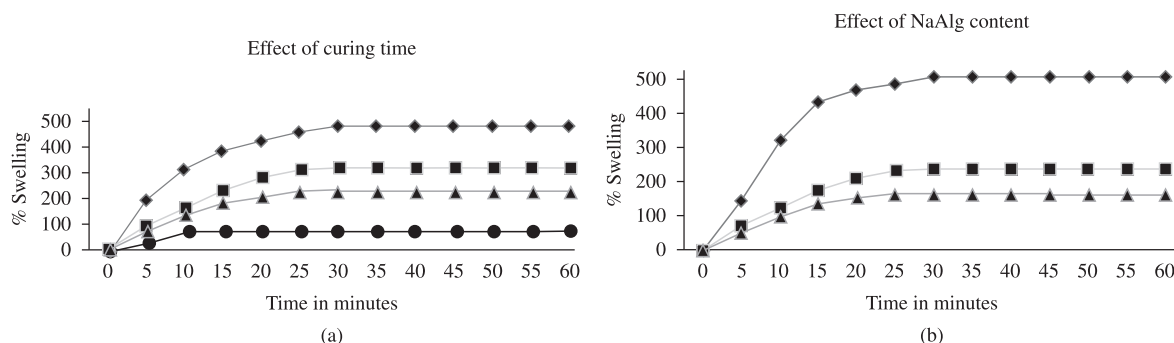 Effect of curing time
% Swelling
500
400
300
200
100
0
0 5 10 15 20 25 30 35 40 45 50 55 60
Time in minutes
(a)
Effect of NaAlg content
% Swelling
500
400
300
200
100
0
0 5 10 15 20 25 30 35 40 45 50 55 60
Time in minutes
(b)